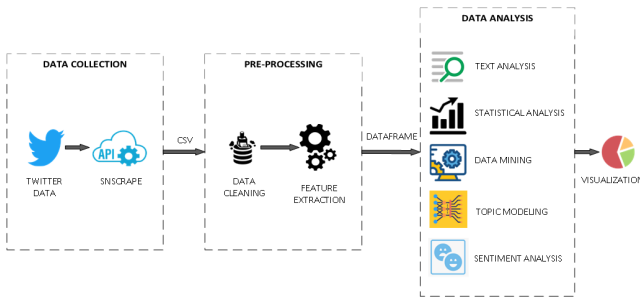 DATA COLLECTION
TWITTER
DATA
API
SNSCRAPE
CSV
PRE-PROCESSING
DATA
CLEANING
FEATURE
EXTRACTION
DATAFRAME
DATA ANALYSIS
TEXT ANALYSIS
STATISTICAL ANALYSIS
DATA MINING
TOPIC MODELING
SENTIMENT ANALYSIS
VISUALIZATION